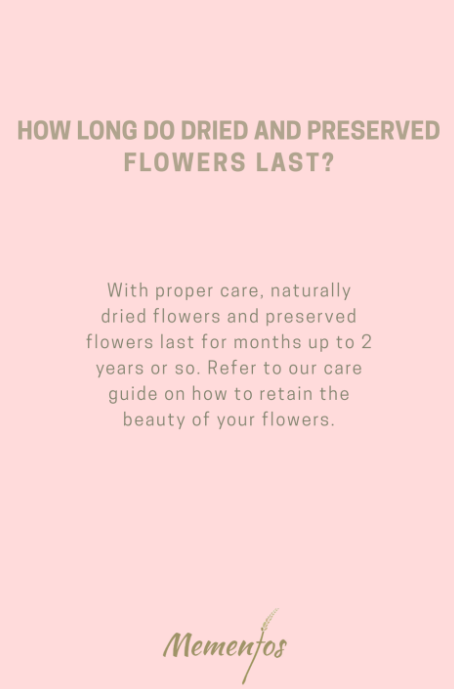 HOW LONG DO DRIED AND PRESERVED
FLOWERS LAST?
With proper care, naturally
dried flowers and preserved
flowers last for months up to 2
years or so. Refer to our care
guide on how to retain the
beauty of your flowers.
Mementos